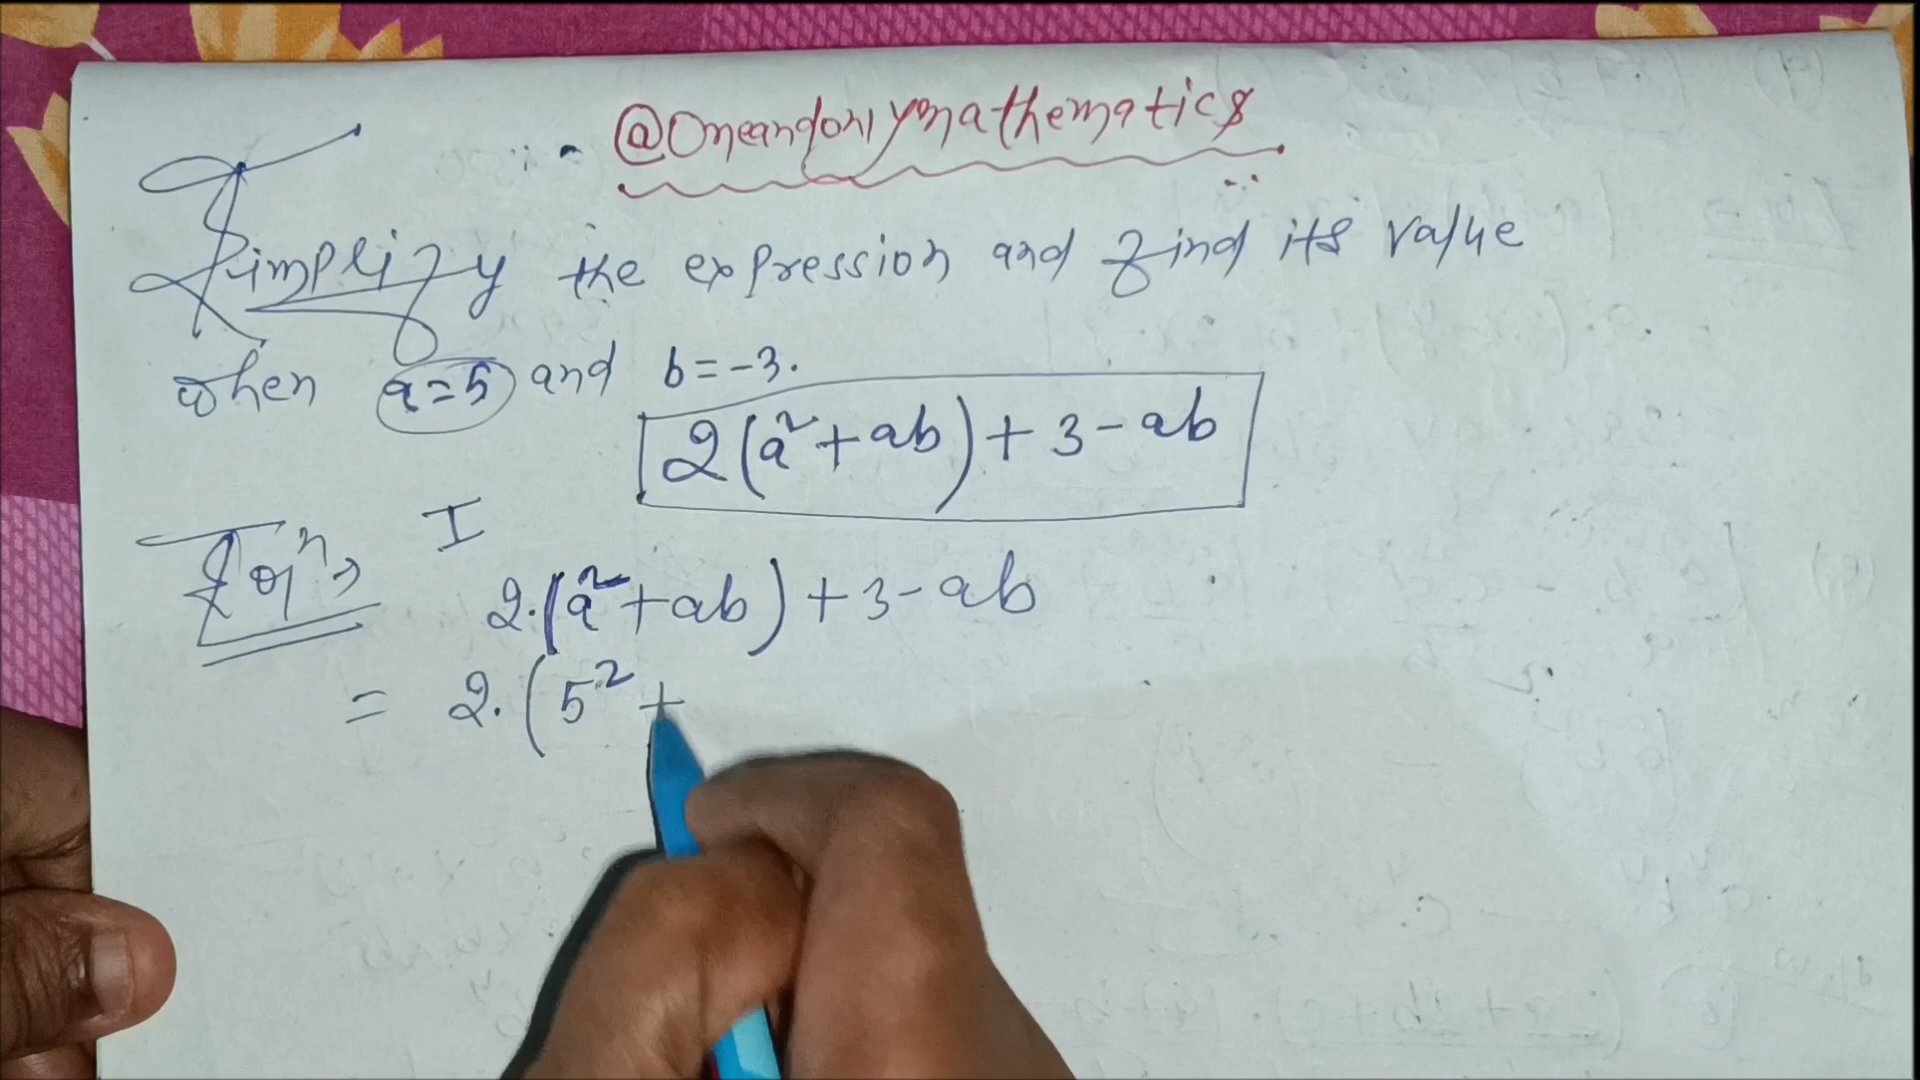 @Oneandonlymathematics
Simplify the expression and find its value
when a=5 and b=-3.
2(a²+ab)+3-ab
Solⁿ→ I
2.(a²+ab)+3-ab
= 2.(5²+